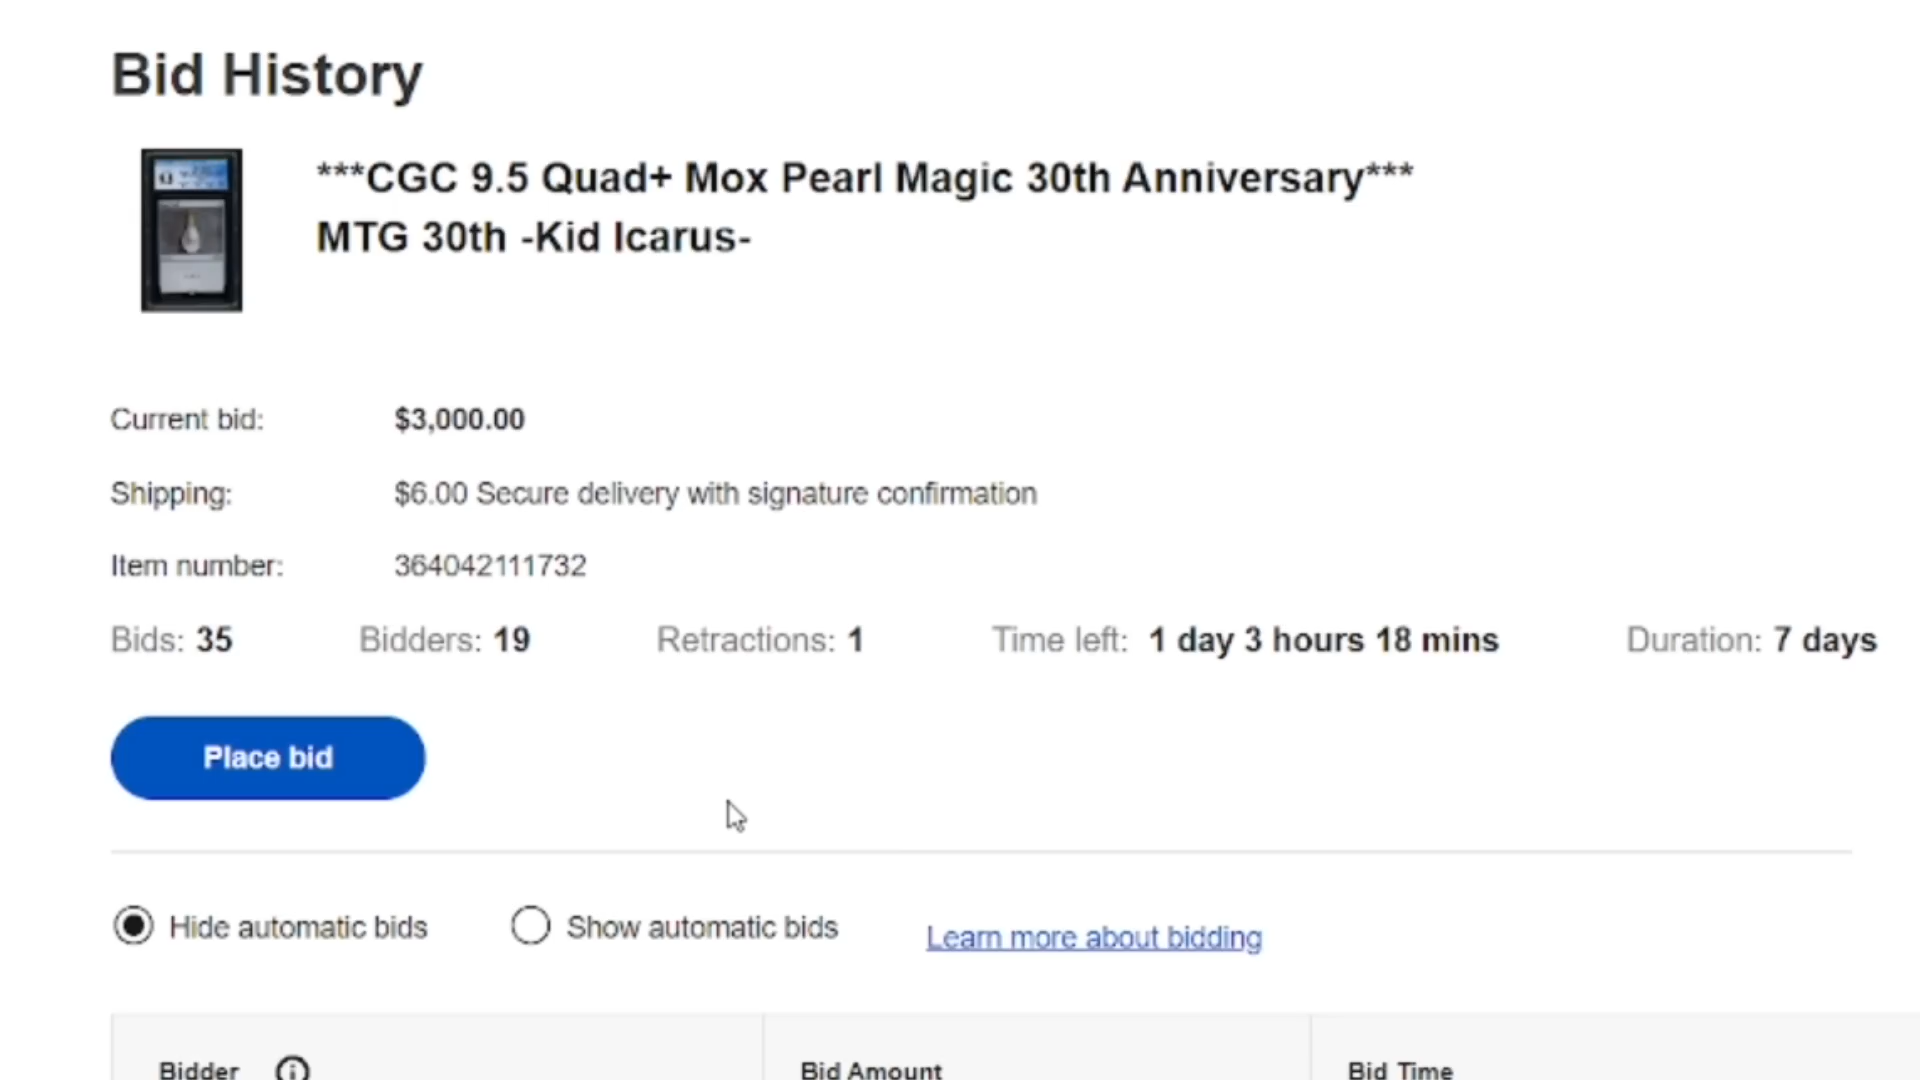 Bid History
***CGC 9.5 Quad+ Mox Pearl Magic 30th Anniversary***
MTG 30th -Kid Icarus-
Current bid: $3,000.00
Shipping: $6.00 Secure delivery with signature confirmation
Item number: 364042111732
Bids: 35 Bidders: 19 Retractions: 1 Time left: 1 day 3 hours 18 mins Duration: 7 days
Place bid
Hide automatic bids Show automatic bids Learn more about bidding
Bidder Bid Amount Bid Time